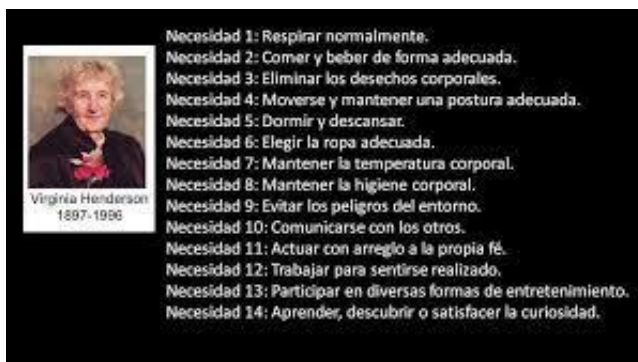 Necesidad 1: Respirar normalmente.
Necesidad 2: Comer y beber de forma adecuada.
Necesidad 3: Eliminar los desechos corporales.
Necesidad 4: Moverse y mantener una postura adecuada.
Necesidad 5: Dormir y descansar.
Necesidad 6: Elegir la ropa adecuada.
Necesidad 7: Mantener la temperatura corporal.
Necesidad 8: Mantener la higiene corporal.
Necesidad 9: Evitar los peligros del entorno.
Necesidad 10: Comunicarse con los otros.
Necesidad 11: Actuar con arreglo a la propia fé.
Necesidad 12: Trabajar para sentirse realizado.
Necesidad 13: Participar en diversas formas de entretenimiento.
Necesidad 14: Aprender, descubrir o satisfacer la curiosidad.
Virginia Henderson
1897-1996